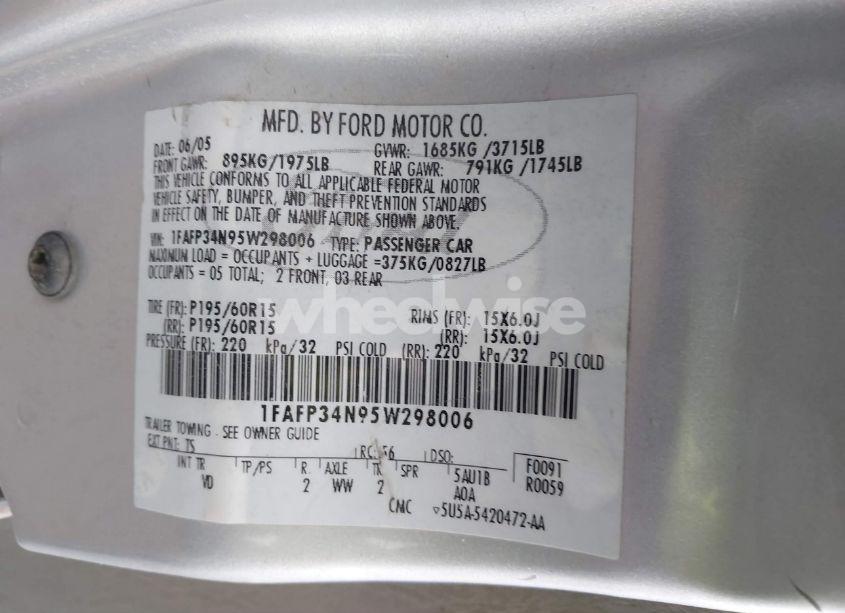 MFD. BY FORD MOTOR CO.
DATE: 06/05 GVWR: 1685KG /3715LB
FRONT GAWR: 895KG/1975LB REAR GAWR: 791KG /1745LB
THIS VEHICLE CONFORMS TO ALL APPLICABLE FEDERAL MOTOR
VEHICLE SAFETY, BUMPER, AND THEFT PREVENTION STANDARDS
IN EFFECT ON THE DATE OF MANUFACTURE SHOWN ABOVE.
VIN: 1FAFP34N95W298006 TYPE: PASSENGER CAR
MAXIMUM LOAD = OCCUPANTS + LUGGAGE =375KG/0827LB
OCCUPANTS = 05 TOTAL; 2 FRONT, 03 REAR
wheelwise
TIRE (FR): P195/60R15 RIMS (FR): 15X6.0J
(RR): P195/60R15 (RR): 15X6.0J
PRESSURE (FR): 220 kPa/32 PSI COLD (RR): 220 kPa/32 PSI COLD
1FAFP34N95W298006
TRAILER TOWING - SEE OWNER GUIDE
EXT PNT: TS RC: 56 DSO: F0091
INT TR TP/PS R AXLE TR SPR 5AU1B R0059
VD 2 WW 2 AOA
CMC ▿5U5A-5420472-AA